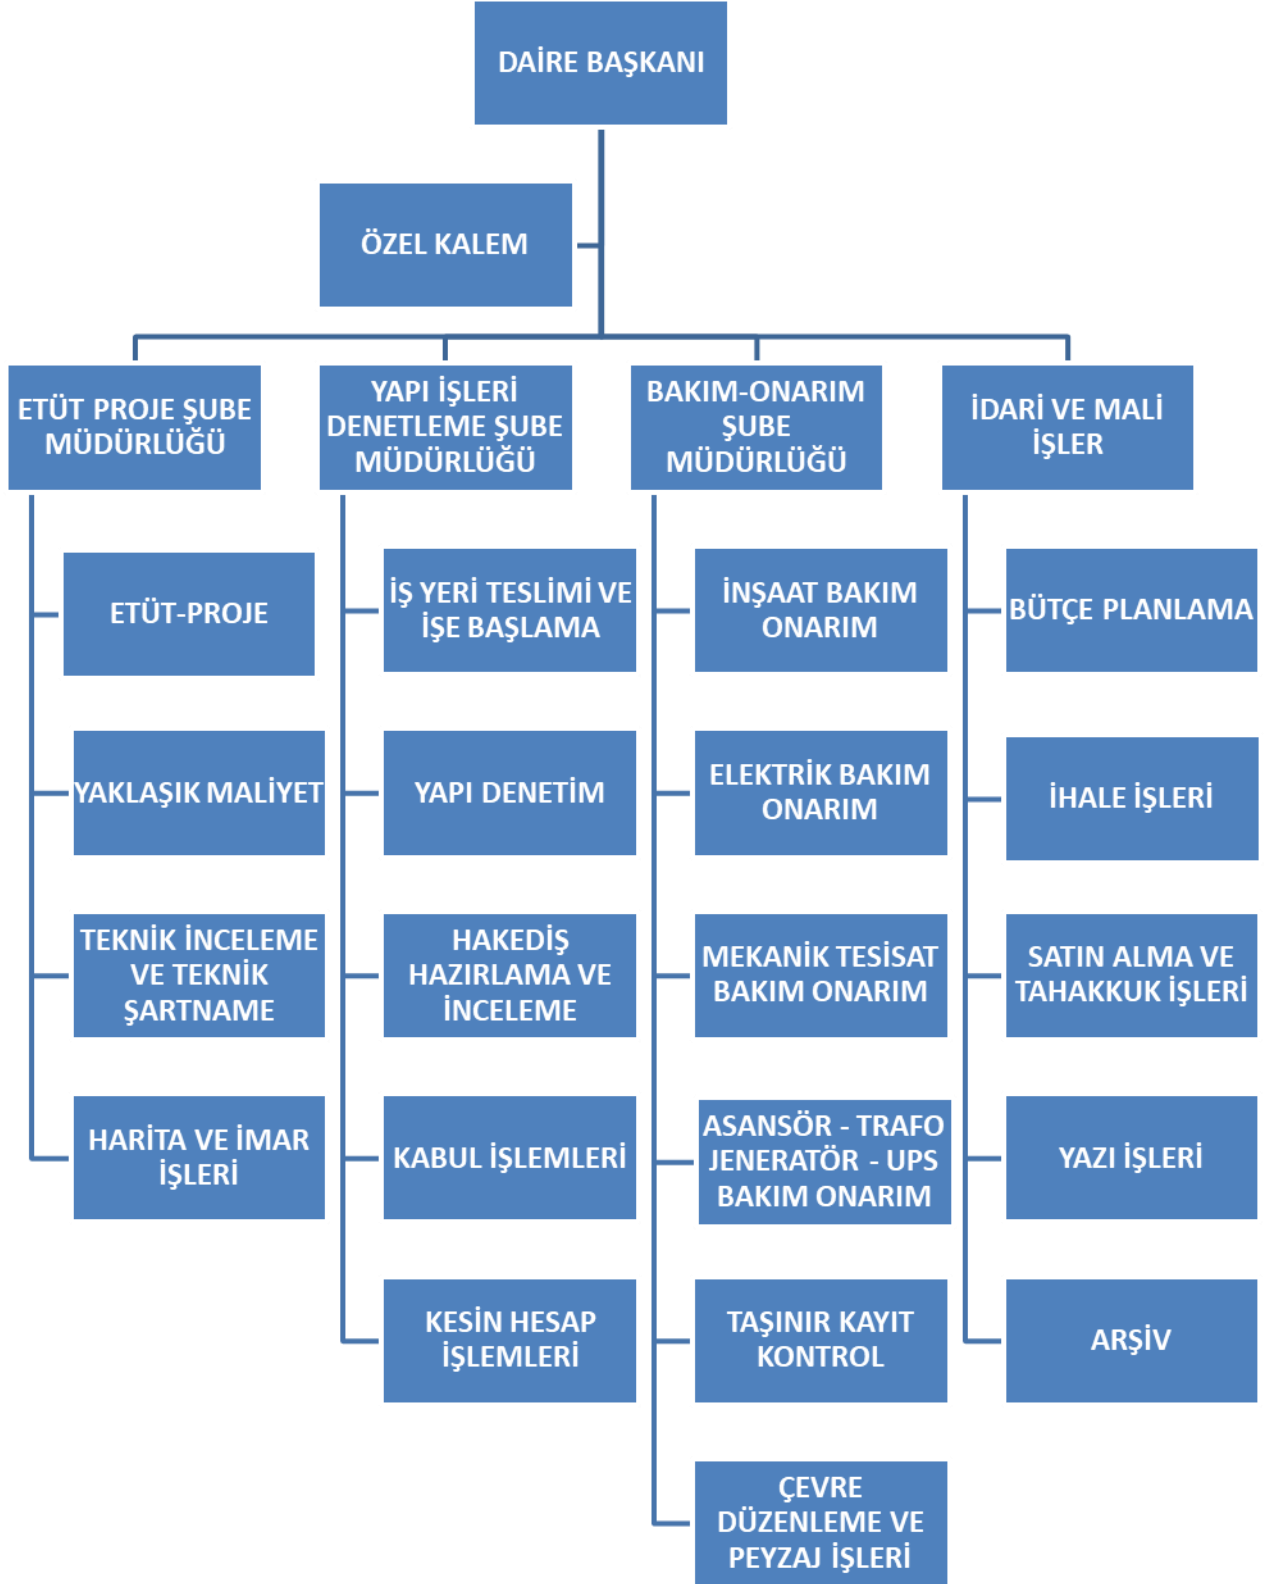 DAİRE BAŞKANI
ÖZEL KALEM
ETÜT PROJE ŞUBE
MÜDÜRLÜĞÜ
YAPI İŞLERİ
DENETLEME ŞUBE
MÜDÜRLÜĞÜ
BAKIM-ONARIM
ŞUBE
MÜDÜRLÜĞÜ
İDARİ VE MALİ
İŞLER
ETÜT-PROJE
YAKLAŞIK MALİYET
TEKNİK İNCELEME
VE TEKNİK
ŞARTNAME
HARİTA VE İMAR
İŞLERİ
İŞ YERİ TESLİMİ VE
İŞE BAŞLAMA
YAPI DENETİM
HAKEDİŞ
HAZIRLAMA VE
İNCELEME
KABUL İŞLEMLERİ
KESİN HESAP
İŞLEMLERİ
İNŞAAT BAKIM
ONARIM
ELEKTRİK BAKIM
ONARIM
MEKANİK TESİSAT
BAKIM ONARIM
ASANSÖR - TRAFO
JENERATÖR - UPS
BAKIM ONARIM
TAŞINIR KAYIT
KONTROL
ÇEVRE
DÜZENLEME VE
PEYZAJ İŞLERİ
BÜTÇE PLANLAMA
İHALE İŞLERİ
SATIN ALMA VE
TAHAKKUK İŞLERİ
YAZI İŞLERİ
ARŞİV